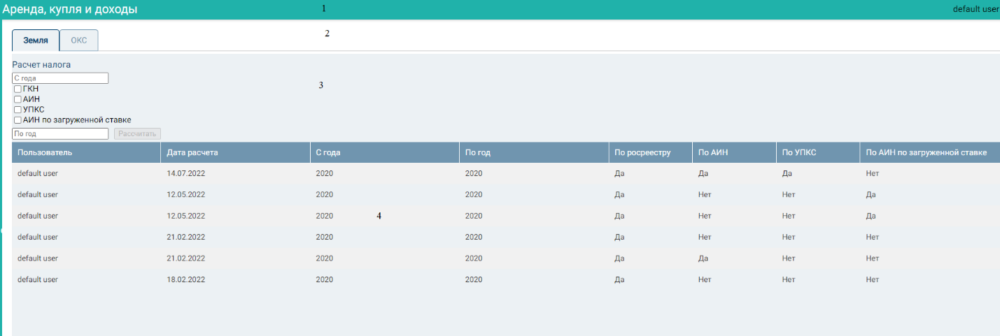 Аренда, купля и доходы 1 default user
2
Земля ОКС
Расчет налога
С года
3
ГКН
АИН
УПКС
АИН по загруженной ставке
По год Рассчитать
Пользователь Дата расчета С года По год По росреестру По АИН По УПКС По АИН по загруженной ставке
default user 14.07.2022 2020 2020 Да Да Да Нет
default user 12.05.2022 2020 2020 Да Нет Нет Да
default user 12.05.2022 2020 4 2020 Да Нет Нет Да
default user 21.02.2022 2020 2020 Да Нет Нет Нет
default user 21.02.2022 2020 2020 Да Да Нет Нет
default user 18.02.2022 2020 2020 Да Нет Нет Нет